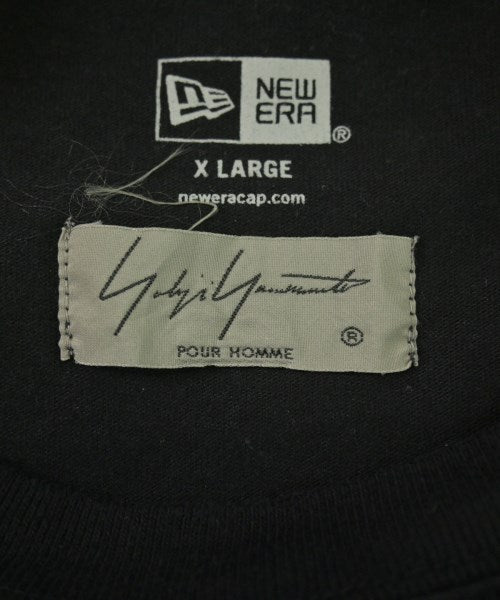 NEW
ERA
®
X LARGE
neweracap.com
Yohji Yamamoto
POUR HOMME
®